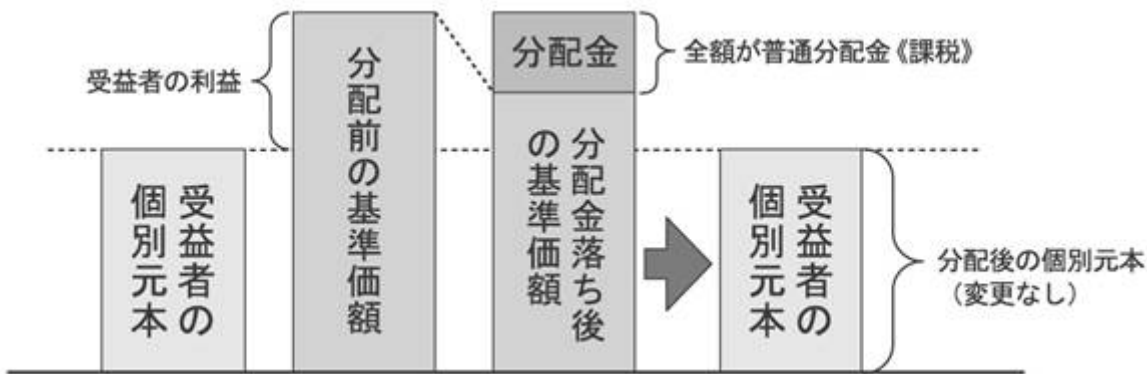 受益者の利益
分配前の基準価額
分配金
全額が普通分配金《課税》
受益者の
個別元本
分配金落ち後
の基準価額
受益者の
個別元本
分配後の個別元本
（変更なし）